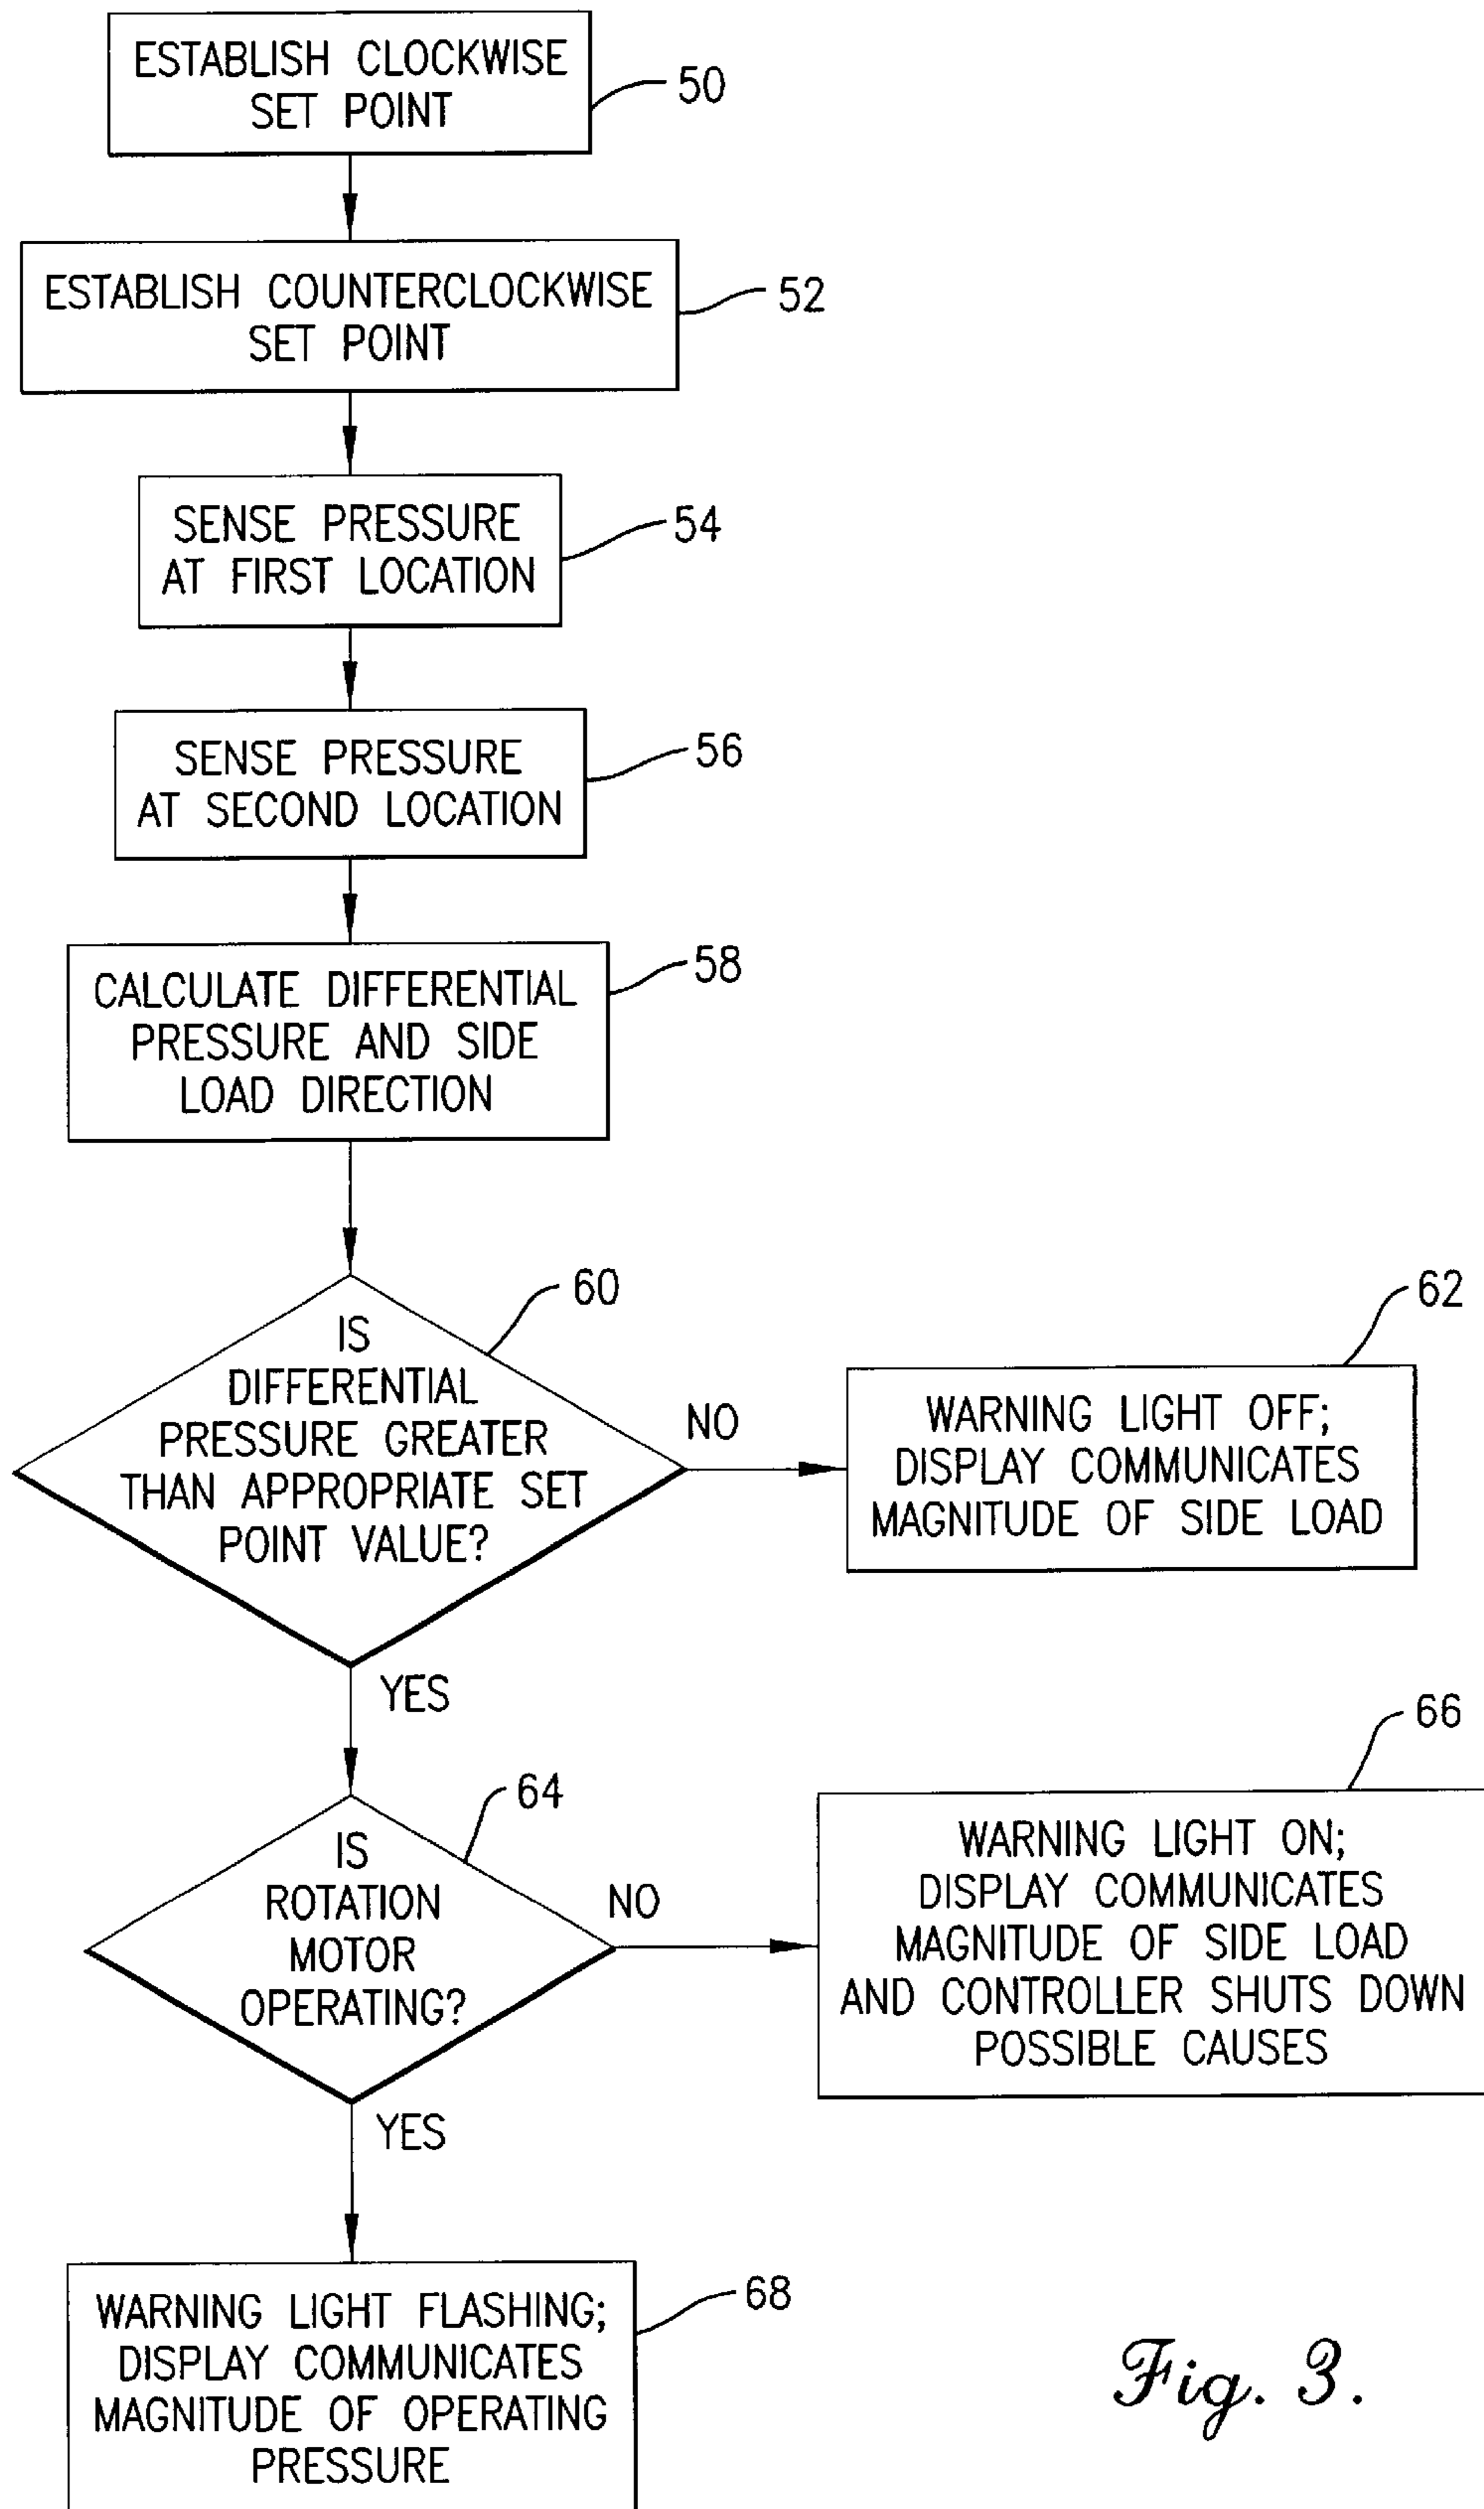 ESTABLISH CLOCKWISE
SET POINT
50
ESTABLISH COUNTERCLOCKWISE
SET POINT
52
SENSE PRESSURE
AT FIRST LOCATION
54
SENSE PRESSURE
AT SECOND LOCATION
56
CALCULATE DIFFERENTIAL
PRESSURE AND SIDE
LOAD DIRECTION
58
IS
DIFFERENTIAL
PRESSURE GREATER
THAN APPROPRIATE SET
POINT VALUE?
60
NO
WARNING LIGHT OFF;
DISPLAY COMMUNICATES
MAGNITUDE OF SIDE LOAD
62
YES
IS
ROTATION
MOTOR
OPERATING?
64
NO
WARNING LIGHT ON;
DISPLAY COMMUNICATES
MAGNITUDE OF SIDE LOAD
AND CONTROLLER SHUTS DOWN
POSSIBLE CAUSES
66
YES
WARNING LIGHT FLASHING;
DISPLAY COMMUNICATES
MAGNITUDE OF OPERATING
PRESSURE
68
Fig. 3.